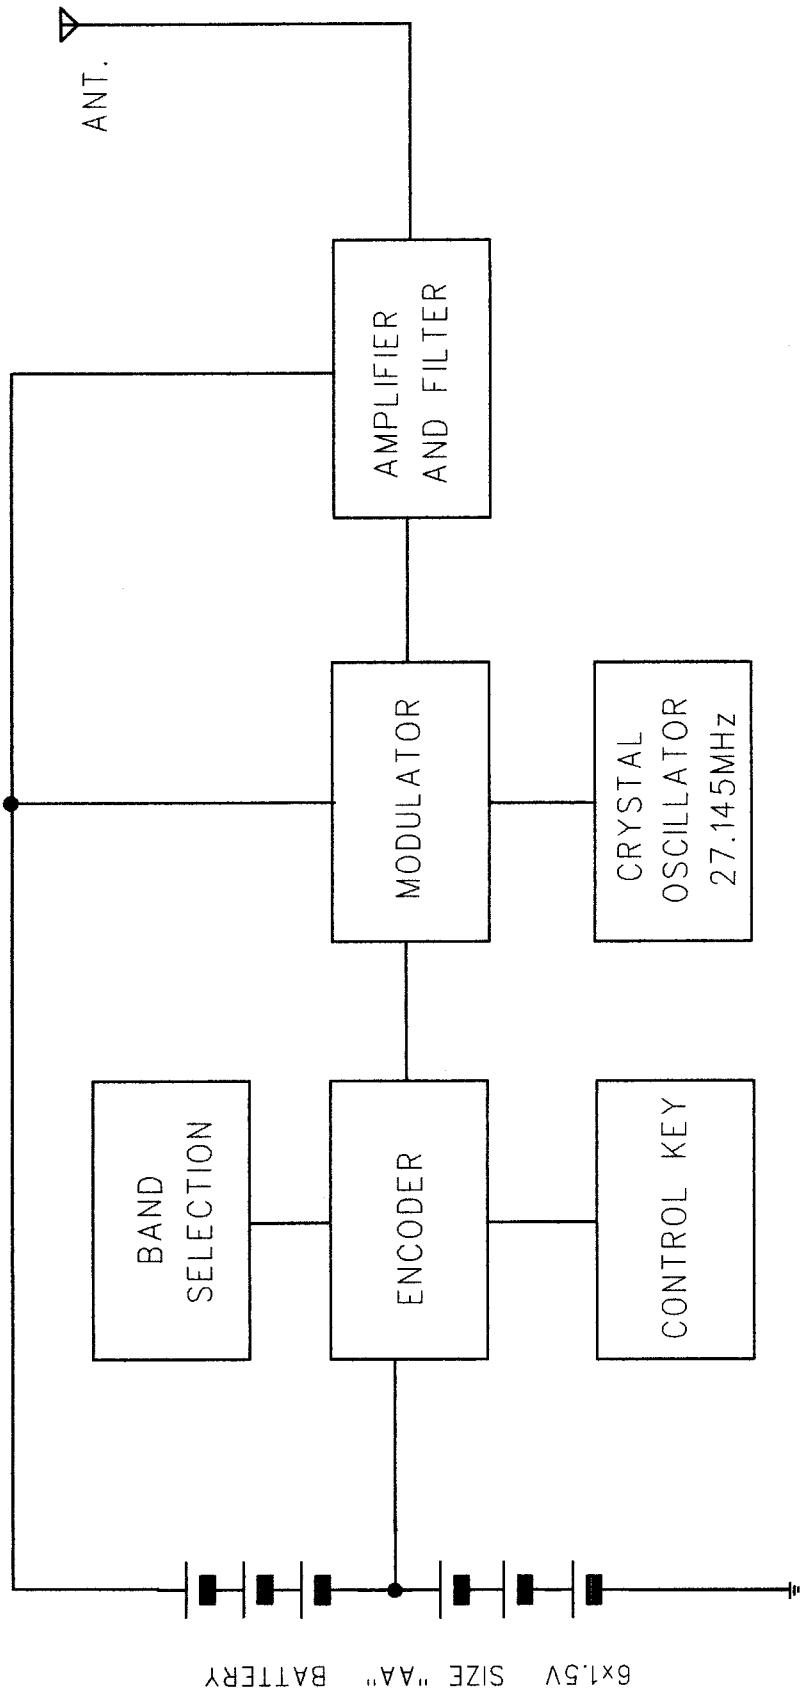 6x1.5V SIZE "AA" BATTERY
BAND
SELECTION
ENCODER
CONTROL KEY
MODULATOR
CRYSTAL
OSCILLATOR
27.145MHz
AMPLIFIER
AND FILTER
ANT.